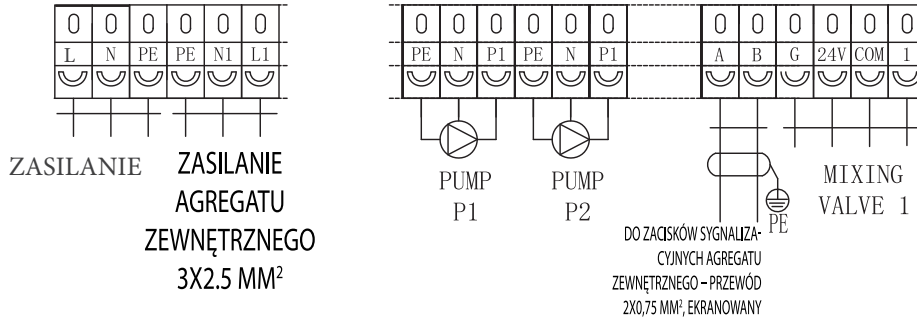 0 0 0 0 0 0 0 0 0 0 0 0 0 0 0 0 0 0
L N PE PE N1 L1 PE N P1 PE N P1 A B G 24V COM 1
ZASILANIE
ZASILANIE
AGREGATU
ZEWNĘTRZNEGO
3X2.5 MM²
PUMP
P1
PUMP
P2
PE
MIXING
VALVE 1
DO ZACISKÓW SYGNALIZA-
CYJNYCH AGREGATU
ZEWNĘTRZNEGO – PRZEWÓD
2X0,75 MM², EKRANOWANY